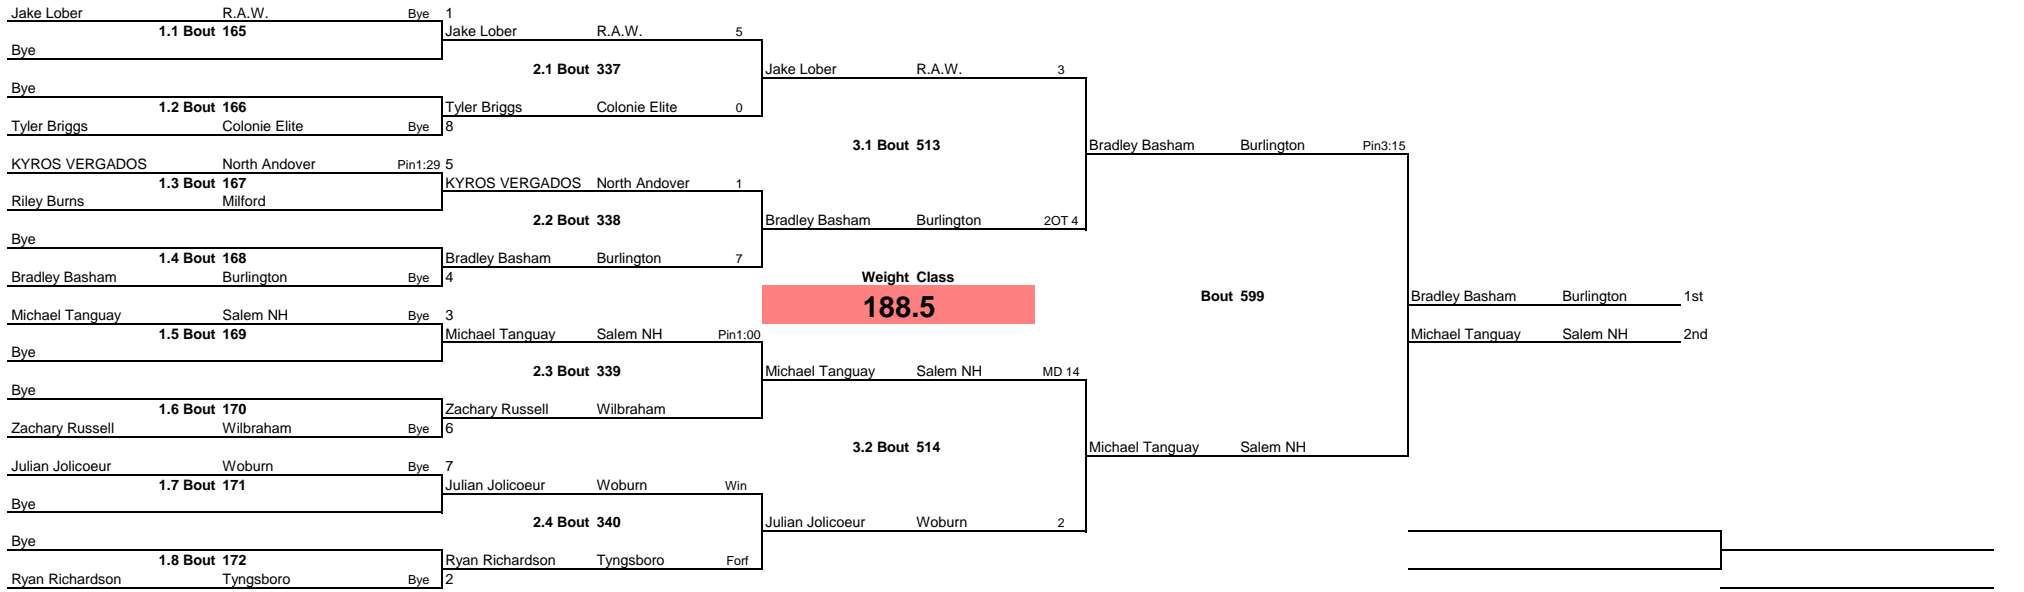 Jake Lober R.A.W. Bye 1
1.1 Bout 165 Jake Lober R.A.W. 5
Bye
2.1 Bout 337 Jake Lober R.A.W. 3
Bye
1.2 Bout 166 Tyler Briggs Colonie Elite 0
Tyler Briggs Colonie Elite Bye 8
3.1 Bout 513 Bradley Basham Burlington Pin3:15
KYROS VERGADOS North Andover Pin1:29 5
1.3 Bout 167 KYROS VERGADOS North Andover 1
Riley Burns Milford
2.2 Bout 338 Bradley Basham Burlington 2OT 4
Bye
1.4 Bout 168 Bradley Basham Burlington 7
Bradley Basham Burlington Bye 4 Weight Class
188.5 Bout 599 Bradley Basham Burlington 1st
Michael Tanguay Salem NH Bye 3
1.5 Bout 169 Michael Tanguay Salem NH Pin1:00 Michael Tanguay Salem NH 2nd
Bye
2.3 Bout 339 Michael Tanguay Salem NH MD 14
Bye
1.6 Bout 170 Zachary Russell Wilbraham
Zachary Russell Wilbraham Bye 6
3.2 Bout 514 Michael Tanguay Salem NH
Julian Jolicoeur Woburn Bye 7
1.7 Bout 171 Julian Jolicoeur Woburn Win
Bye
2.4 Bout 340 Julian Jolicoeur Woburn 2
Bye
1.8 Bout 172 Ryan Richardson Tyngsboro Forf
Ryan Richardson Tyngsboro Bye 2